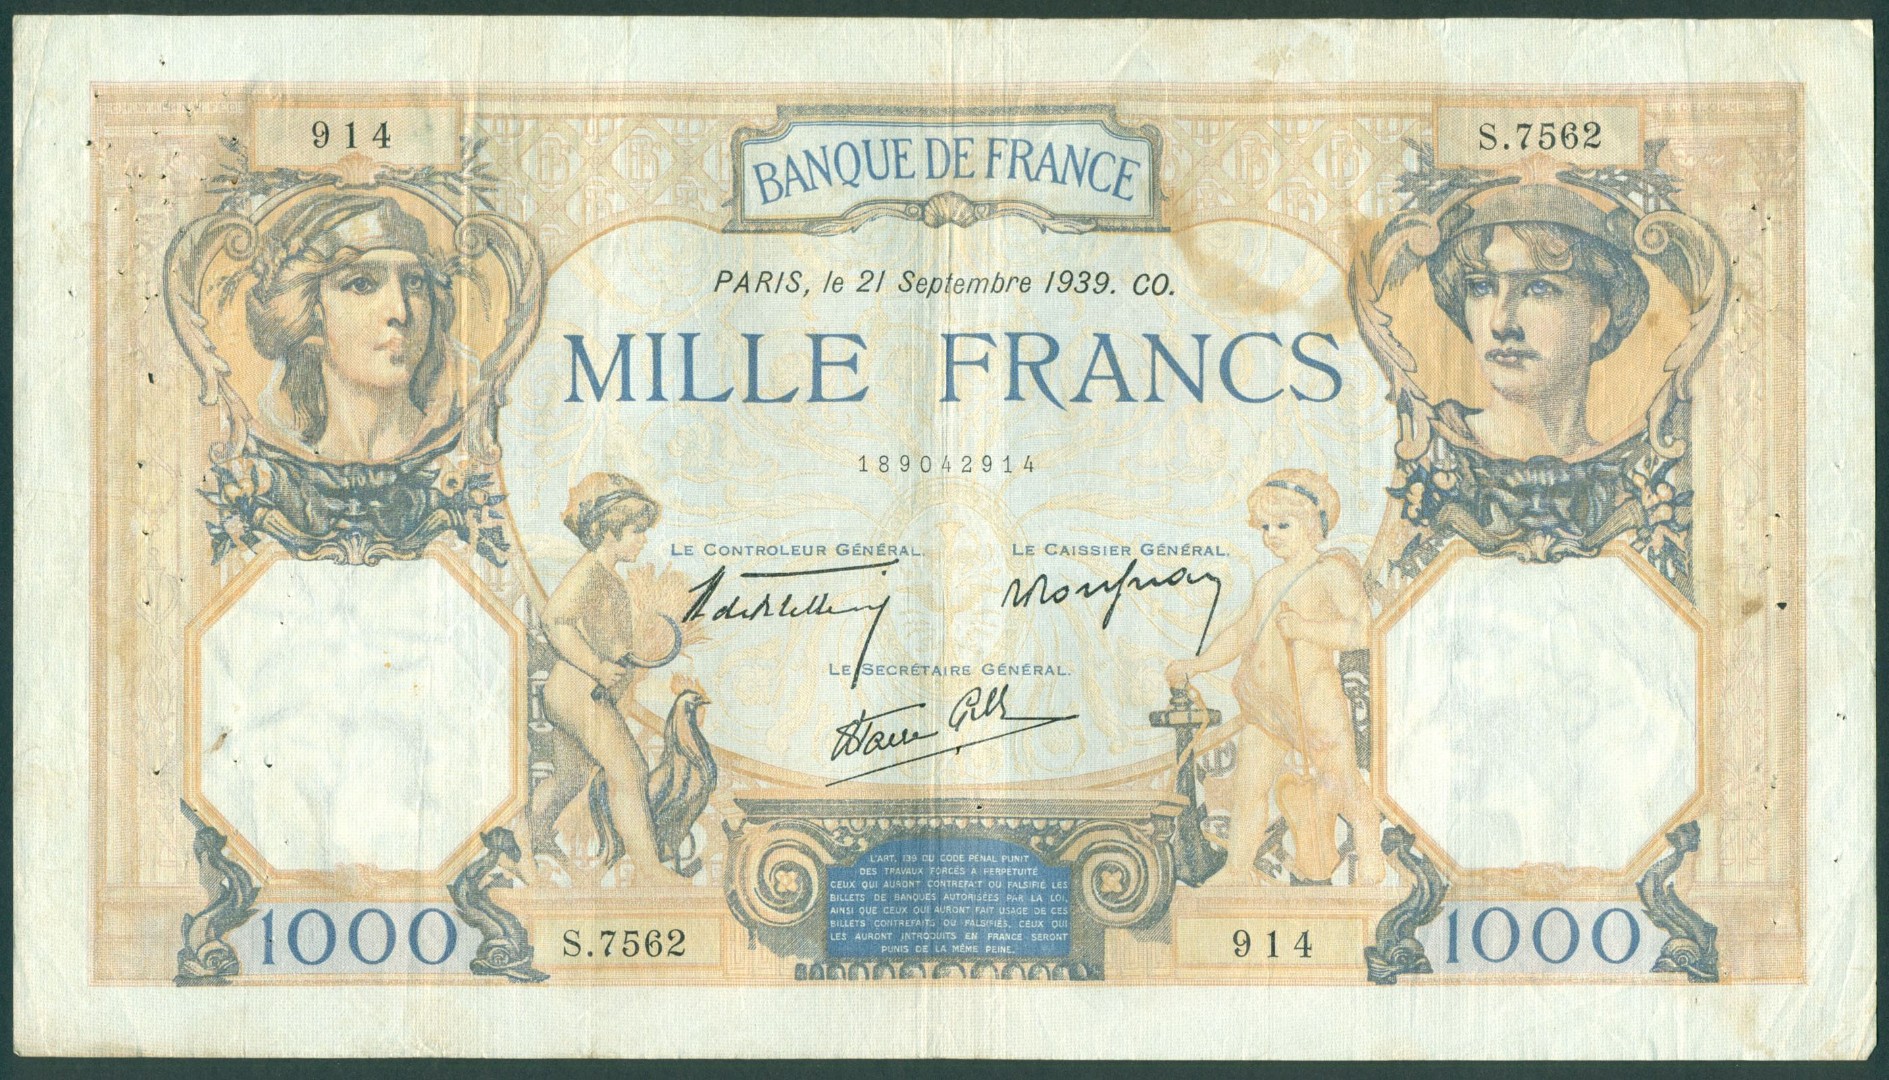 914
S.7562
BANQUE DE FRANCE
PARIS, le 21 Septembre 1939. CO.
MILLE FRANCS
189042914
LE CONTROLEUR GÉNÉRAL.
LE CAISSIER GÉNÉRAL.
LE SECRÉTAIRE GÉNÉRAL.
L'ART. 139 DU CODE PÉNAL PUNIT
DES TRAVAUX FORCÉS A PERPÉTUITÉ
CEUX QUI AURONT CONTREFAIT OU FALSIFIÉ LES
BILLETS DE BANQUES AUTORISÉES PAR LA LOI,
AINSI QUE CEUX QUI AURONT FAIT USAGE DE CES
BILLETS CONTREFAITS OU FALSIFIÉS. CEUX QUI
LES AURONT INTRODUITS EN FRANCE SERONT
PUNIS DE LA MÊME PEINE.
1000
S.7562
914
1000